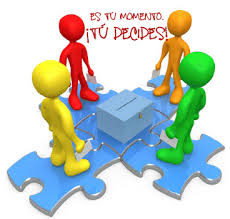 ES TU MOMENTO.
¡TÚ DECIDES!